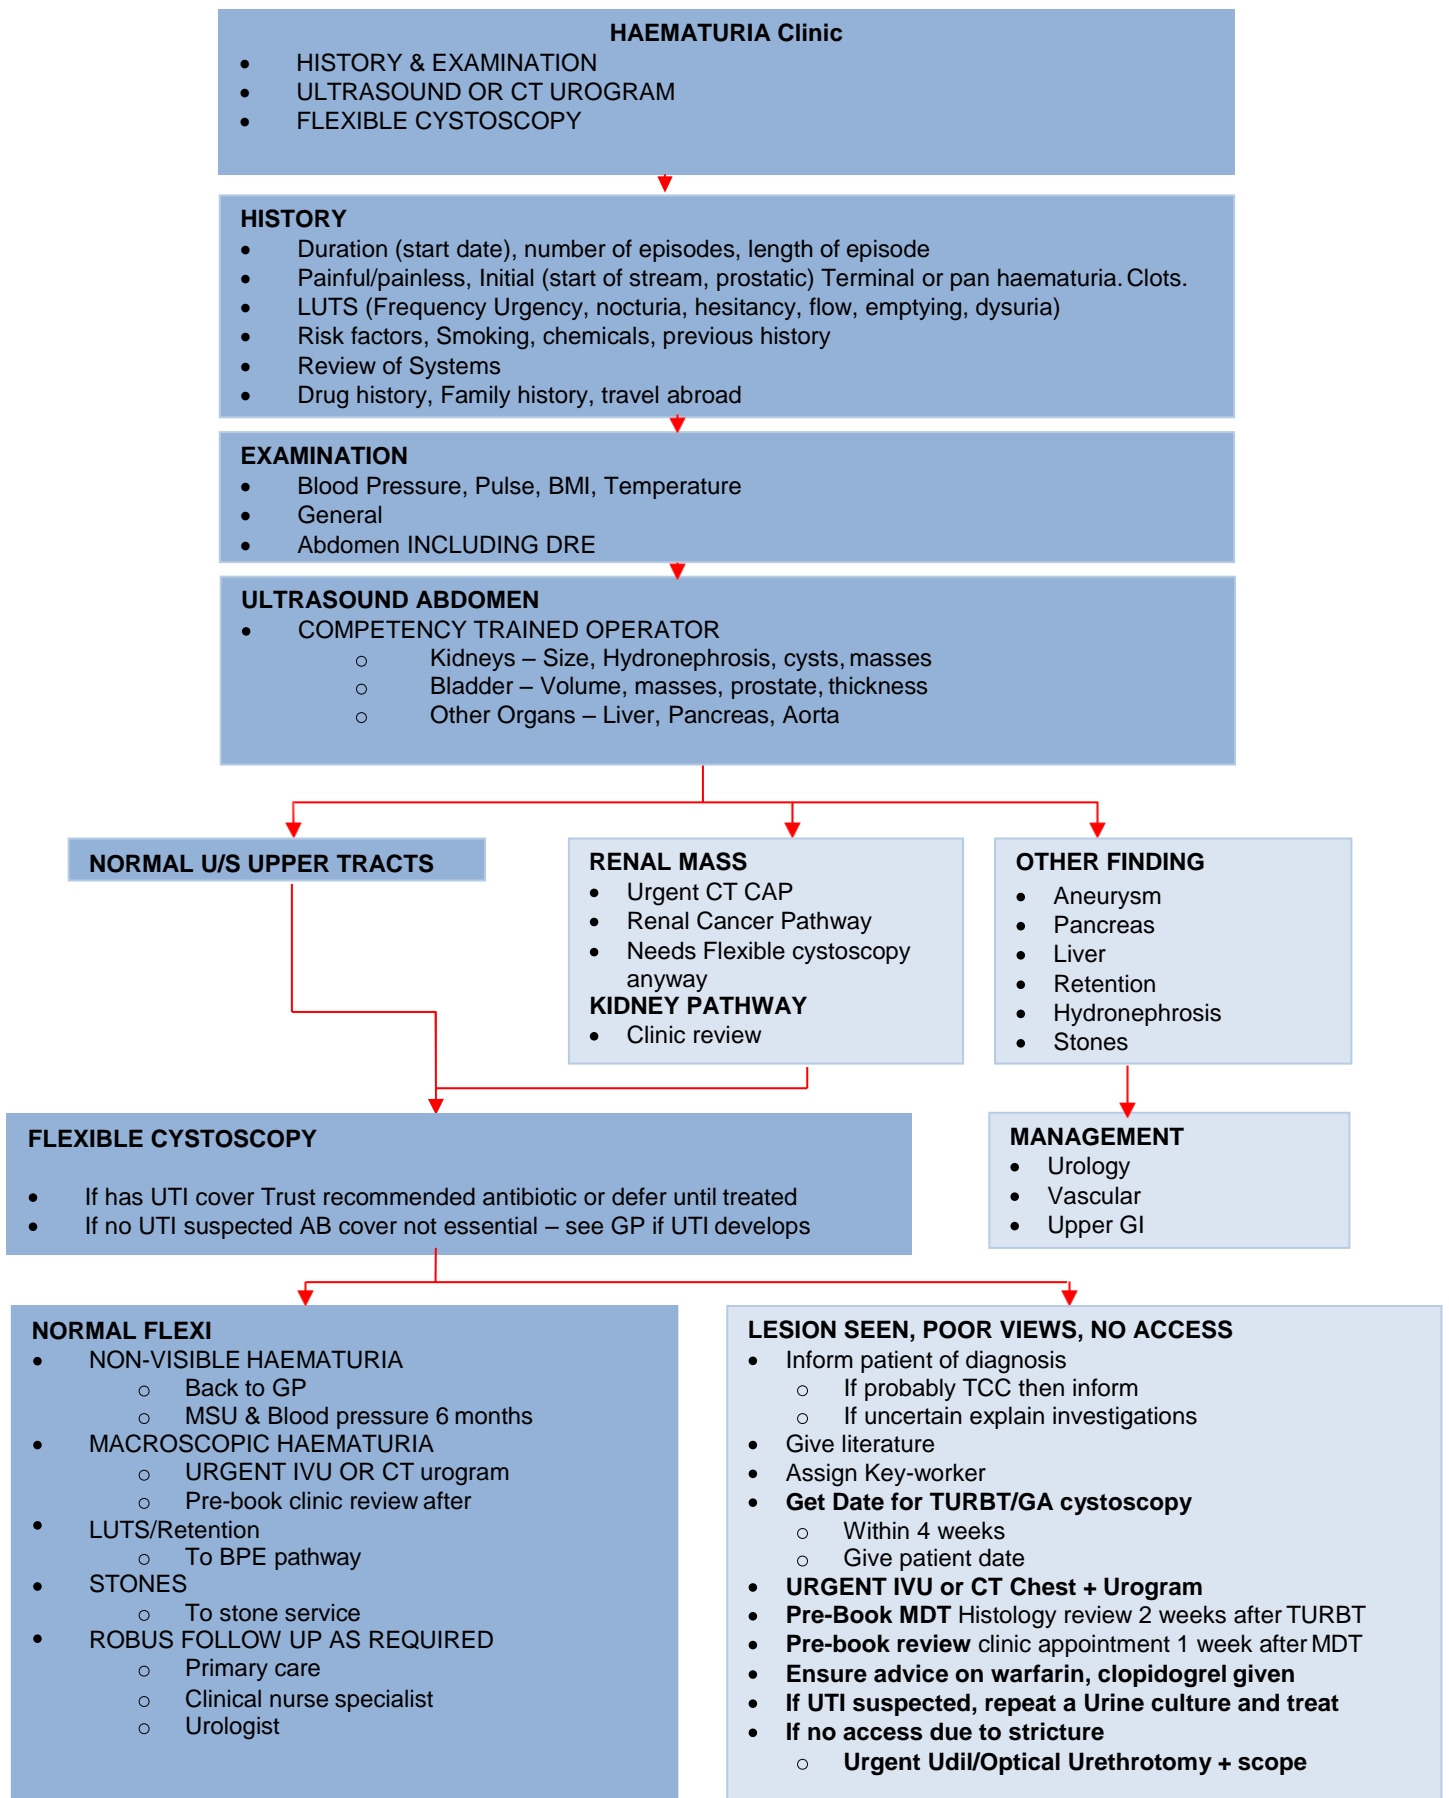 HAEMATURIA Clinic
• HISTORY & EXAMINATION
• ULTRASOUND OR CT UROGRAM
• FLEXIBLE CYSTOSCOPY
HISTORY
• Duration (start date), number of episodes, length of episode
• Painful/painless, Initial (start of stream, prostatic) Terminal or pan haematuria. Clots.
• LUTS (Frequency Urgency, nocturia, hesitancy, flow, emptying, dysuria)
• Risk factors, Smoking, chemicals, previous history
• Review of Systems
• Drug history, Family history, travel abroad
EXAMINATION
• Blood Pressure, Pulse, BMI, Temperature
• General
• Abdomen INCLUDING DRE
ULTRASOUND ABDOMEN
• COMPETENCY TRAINED OPERATOR
○ Kidneys – Size, Hydronephrosis, cysts, masses
○ Bladder – Volume, masses, prostate, thickness
○ Other Organs – Liver, Pancreas, Aorta
NORMAL U/S UPPER TRACTS
RENAL MASS
• Urgent CT CAP
• Renal Cancer Pathway
• Needs Flexible cystoscopy
anyway
KIDNEY PATHWAY
• Clinic review
OTHER FINDING
• Aneurysm
• Pancreas
• Liver
• Retention
• Hydronephrosis
• Stones
FLEXIBLE CYSTOSCOPY
• If has UTI cover Trust recommended antibiotic or defer until treated
• If no UTI suspected AB cover not essential – see GP if UTI develops
MANAGEMENT
• Urology
• Vascular
• Upper GI
NORMAL FLEXI
• NON-VISIBLE HAEMATURIA
○ Back to GP
○ MSU & Blood pressure 6 months
• MACROSCOPIC HAEMATURIA
○ URGENT IVU OR CT urogram
○ Pre-book clinic review after
• LUTS/Retention
○ To BPE pathway
• STONES
○ To stone service
• ROBUS FOLLOW UP AS REQUIRED
○ Primary care
○ Clinical nurse specialist
○ Urologist
LESION SEEN, POOR VIEWS, NO ACCESS
• Inform patient of diagnosis
○ If probably TCC then inform
○ If uncertain explain investigations
• Give literature
• Assign Key-worker
• Get Date for TURBT/GA cystoscopy
○ Within 4 weeks
○ Give patient date
• URGENT IVU or CT Chest + Urogram
• Pre-Book MDT Histology review 2 weeks after TURBT
• Pre-book review clinic appointment 1 week after MDT
• Ensure advice on warfarin, clopidogrel given
• If UTI suspected, repeat a Urine culture and treat
• If no access due to stricture
○ Urgent Udil/Optical Urethrotomy + scope